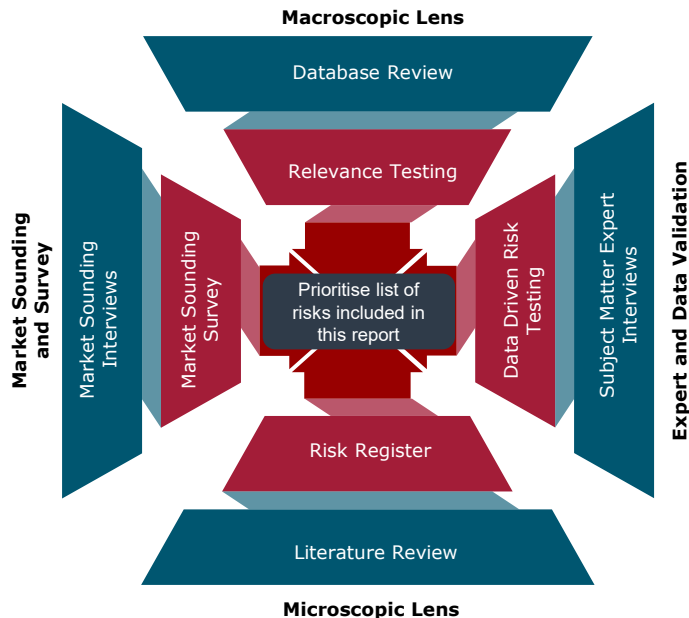 Macroscopic Lens
Database Review
Relevance Testing
Market Sounding
and Survey
Market Sounding
Interviews
Market Sounding
Survey
Prioritise list of
risks included in
this report
Data Driven Risk
Testing
Subject Matter Expert
Interviews
Expert and Data Validation
Risk Register
Literature Review
Microscopic Lens